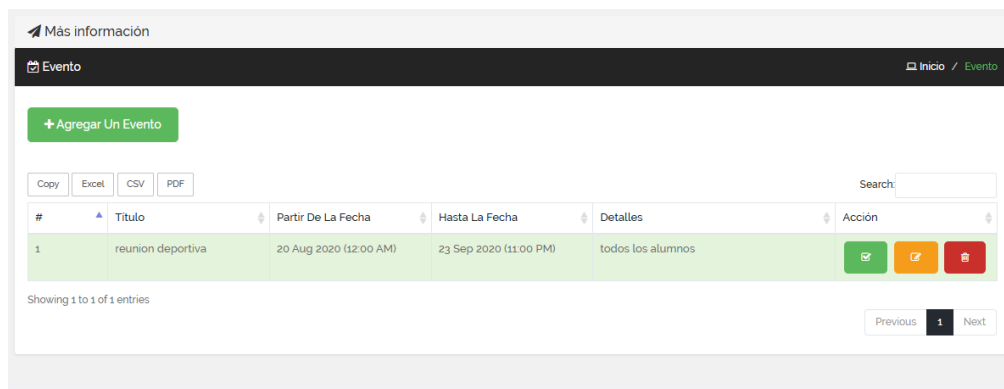 Más información
Evento
Inicio / Evento
+ Agregar Un Evento
Copy Excel CSV PDF
Search:
# Título Partir De La Fecha Hasta La Fecha Detalles Acción
1 reunion deportiva 20 Aug 2020 (12:00 AM) 23 Sep 2020 (11:00 PM) todos los alumnos
Showing 1 to 1 of 1 entries
Previous 1 Next